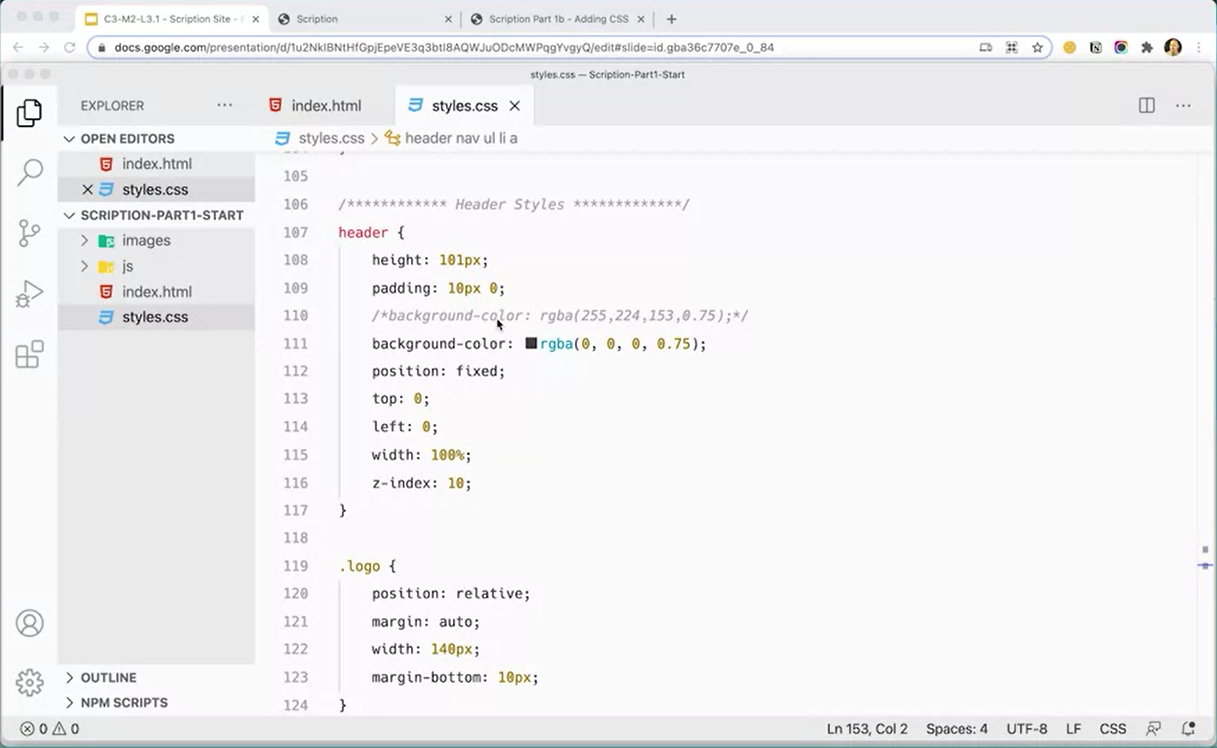 C3-M2-L3.1 - Scription Site -
Scription
Scription Part 1b - Adding CSS
docs.google.com/presentation/d/1u2NklBNtHfGpjEpeVE3q3btI8AQWJuODcMWPqgYvgyQ/edit#slide=id.gba36c7707e_0_84
styles.css — Scription-Part1-Start
EXPLORER
index.html
styles.css
OPEN EDITORS
styles.css > header nav ul li a
index.html
styles.css
SCRIPTION-PART1-START
images
js
index.html
styles.css
OUTLINE
NPM SCRIPTS
105
106 /************ Header Styles *************/
107 header {
108 height: 101px;
109 padding: 10px 0;
110 /*background-color: rgba(255,224,153,0.75);*/
111 background-color: rgba(0, 0, 0, 0.75);
112 position: fixed;
113 top: 0;
114 left: 0;
115 width: 100%;
116 z-index: 10;
117 }
118
119 .logo {
120 position: relative;
121 margin: auto;
122 width: 140px;
123 margin-bottom: 10px;
124 }
0 0
Ln 153, Col 2 Spaces: 4 UTF-8 LF CSS